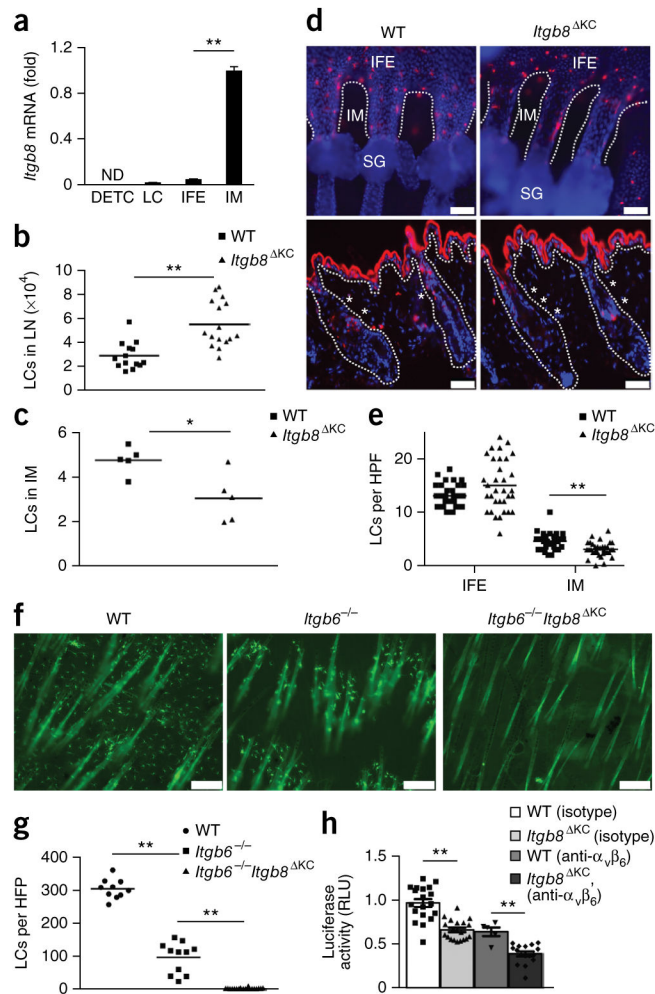 a
Itgb8 mRNA (fold)
1.2
0.8
0.4
0
**
ND
DETC LC IFE IM
b
WT
Itgb8 ΔKC
LCs in LN (×10⁴)
10
8
6
4
2
0
**
c
WT
Itgb8 ΔKC
LCs in IM
6
4
2
0
*
d
WT Itgb8 ΔKC
IFE IFE
IM IM
SG SG
* * * *
* * * * *
e
WT
Itgb8 ΔKC
LCs per HPF
20
10
0
**
IFE IM
f
WT Itgb6−/− Itgb6−/−Itgb8 ΔKC
g
WT
Itgb6−/−
Itgb6−/−Itgb8 ΔKC
LCs per HFP
400
300
200
100
0
**
**
h
WT (isotype)
Itgb8 ΔKC (isotype)
WT (anti-αvβ6)
Itgb8 ΔKC,
(anti-αvβ6)
Luciferase
activity (RLU)
1.5
1.0
0.5
0
**
**